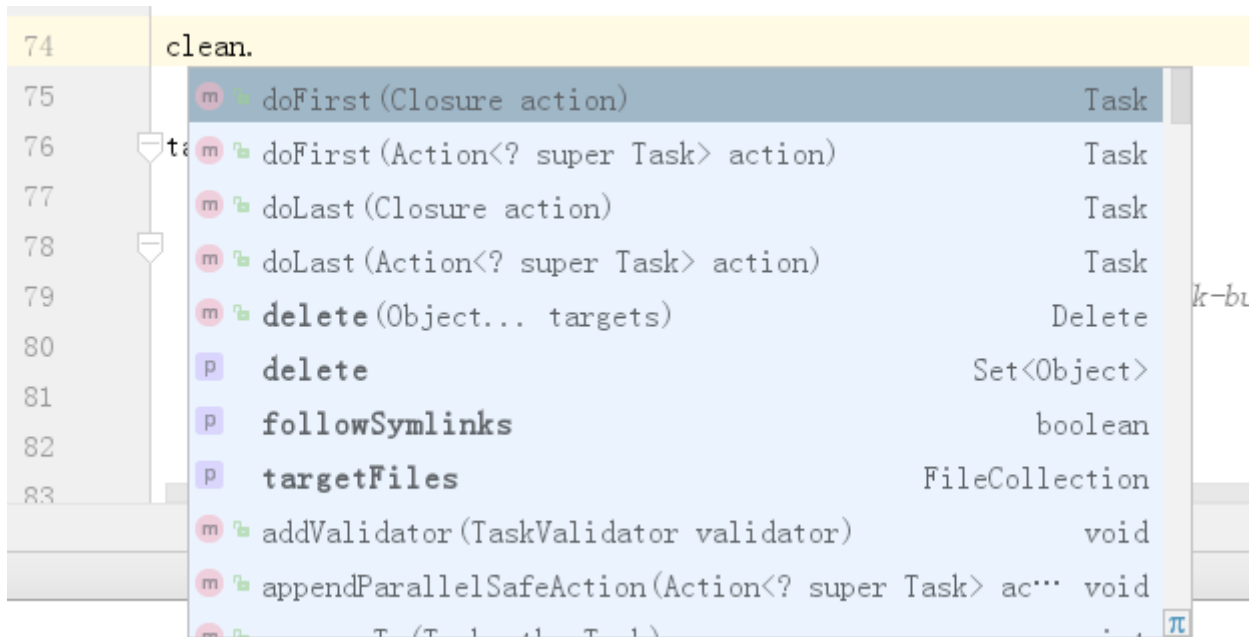 74 clean.
75 m doFirst(Closure action) Task
76 ta m doFirst(Action<? super Task> action) Task
77 m doLast(Closure action) Task
78 m doLast(Action<? super Task> action) Task
79 m delete(Object... targets) Delete k-bu
80 p delete Set<Object>
81 p followSymlinks boolean
82 p targetFiles FileCollection
83 m addValidator(TaskValidator validator) void
m appendParallelSafeAction(Action<? super Task> ac… void
π